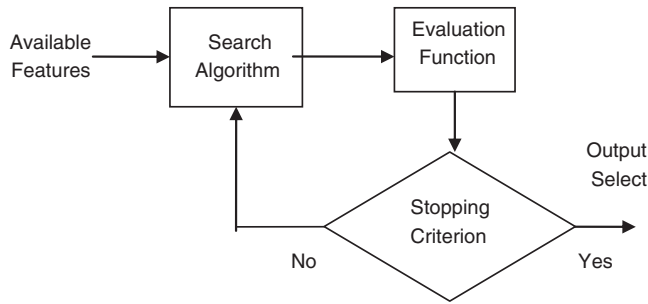 Available
Features
Search
Algorithm
Evaluation
Function
Stopping
Criterion
Output
Select
No
Yes